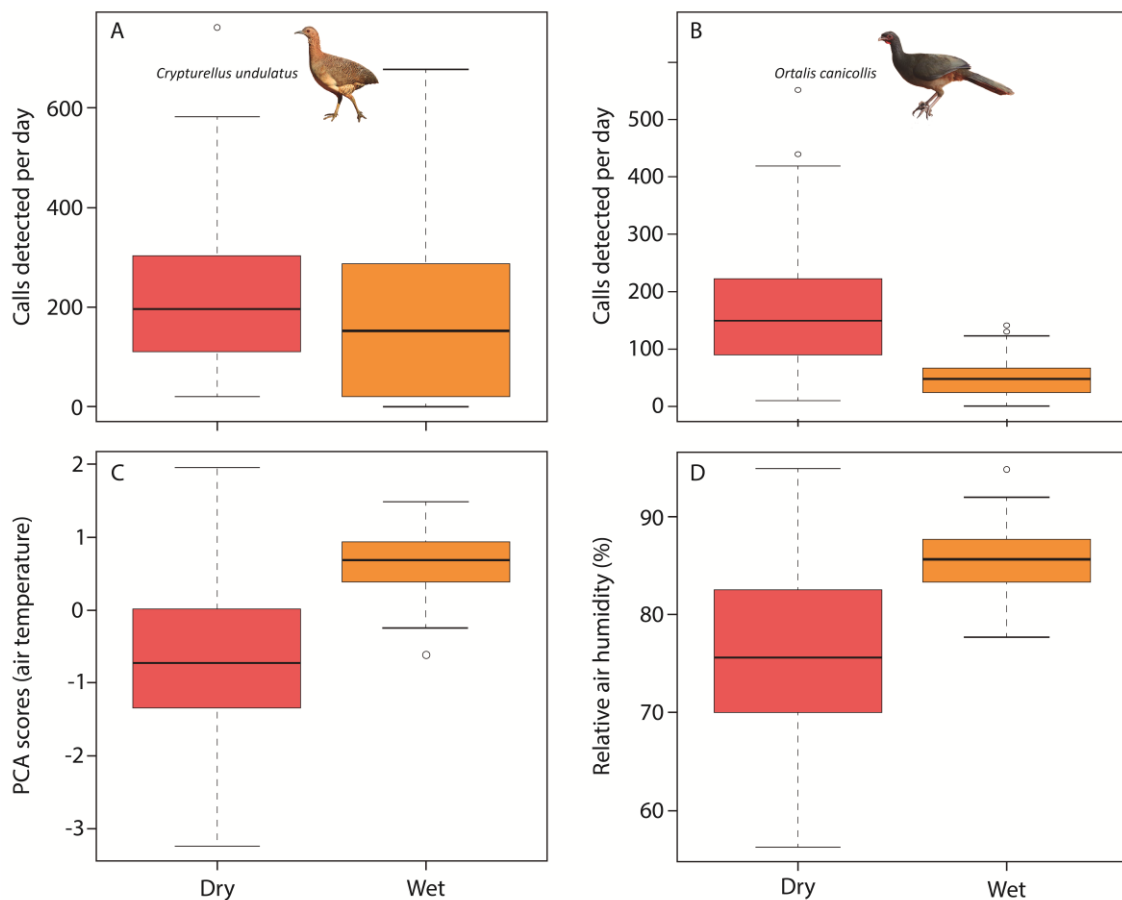 A
Crypturellus undulatus
Calls detected per day
600
400
200
0
B
Ortalis canicollis
Calls detected per day
500
400
300
200
100
0
C
PCA scores (air temperature)
2
1
0
-1
-2
-3
Dry
Wet
D
Relative air humidity (%)
90
80
70
60
Dry
Wet